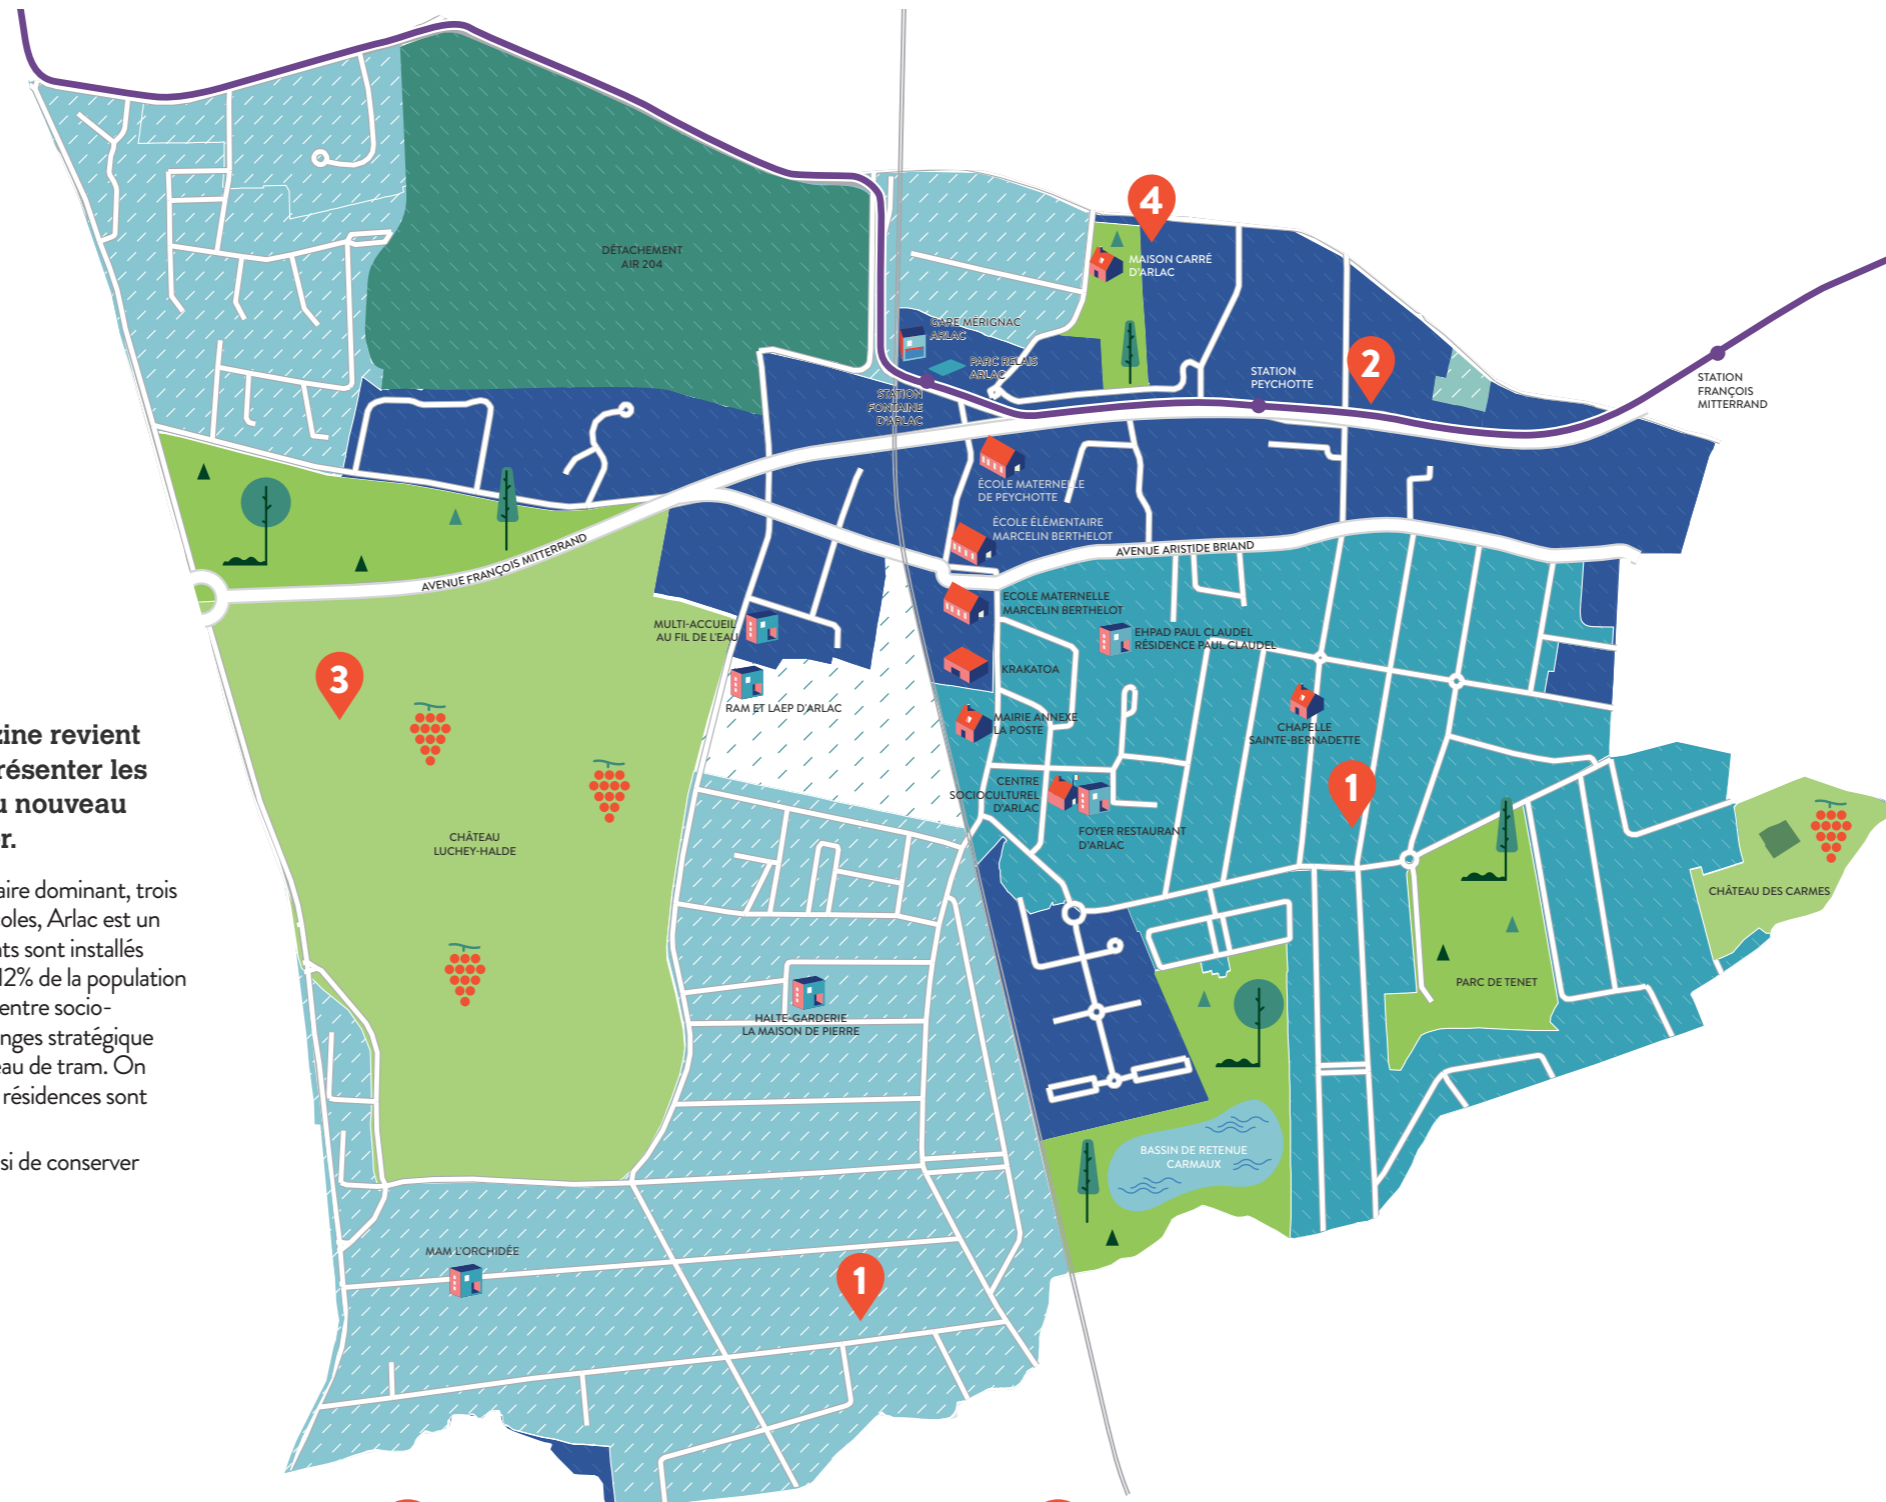 DÉTACHEMENT
AIR 204
4
MAISON CARRÉ
D'ARLAC
GARE MÉRIGNAC
ARLAC
PARC RELAIS
ARLAC
STATION
FONTAINE
D'ARLAC
STATION
PEYCHOTTE
2
STATION
FRANÇOIS
MITTERRAND
ÉCOLE MATERNELLE
DE PEYCHOTTE
ÉCOLE ÉLÉMENTAIRE
MARCELIN BERTHELOT
AVENUE FRANÇOIS MITTERRAND
AVENUE ARISTIDE BRIAND
ECOLE MATERNELLE
MARCELIN BERTHELOT
MULTI-ACCUEIL
AU FIL DE L'EAU
EHPAD PAUL CLAUDEL
RÉSIDENCE PAUL CLAUDEL
KRAKATOA
3
RAM ET LAEP D'ARLAC
MAIRIE ANNEXE
LA POSTE
CHAPELLE
SAINTE-BERNADETTE
zine revient
résenter les
u nouveau
r.
CENTRE
SOCIOCULTUREL
D'ARLAC
1
FOYER RESTAURANT
D'ARLAC
CHÂTEAU
LUCHEY-HALDE
CHÂTEAU DES CARMES
aire dominant, trois
oles, Arlac est un
ts sont installés
12% de la population
entre socio-
nges stratégique
au de tram. On
résidences sont
si de conserver
PARC DE TENET
HALTE-GARDERIE
LA MAISON DE PIERRE
BASSIN DE RETENUE
CARMAUX
MAM L'ORCHIDÉE
1